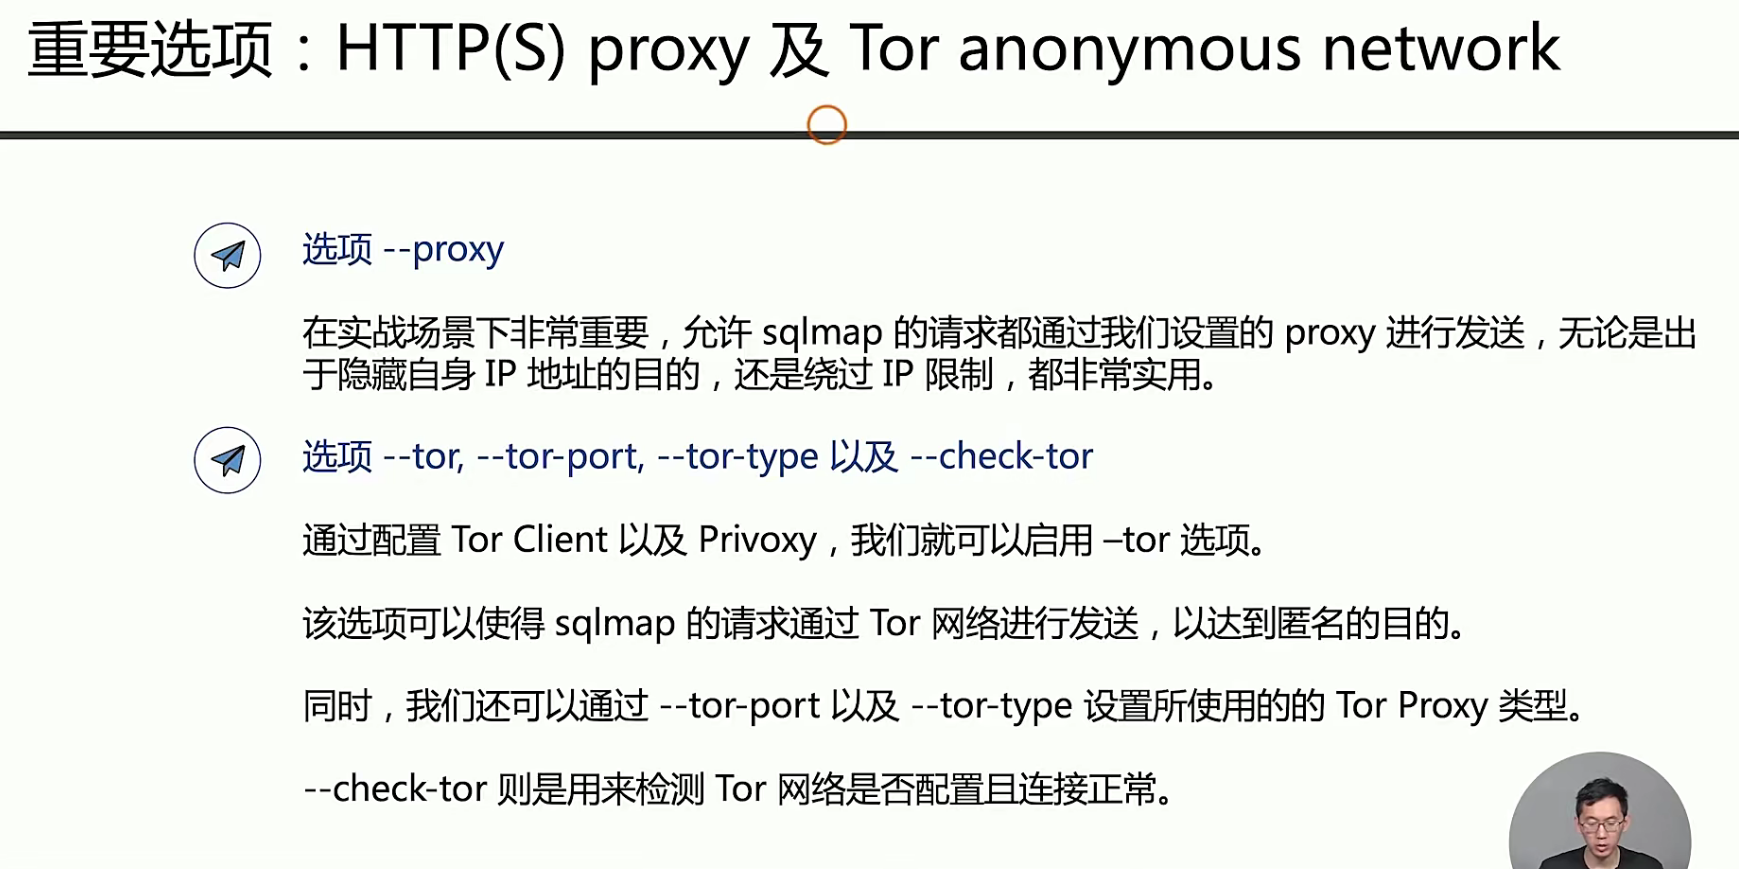 重要选项：HTTP(S) proxy 及 Tor anonymous network
选项 --proxy
在实战场景下非常重要，允许 sqlmap 的请求都通过我们设置的 proxy 进行发送，无论是出
于隐藏自身 IP 地址的目的，还是绕过 IP 限制，都非常实用。
选项 --tor, --tor-port, --tor-type 以及 --check-tor
通过配置 Tor Client 以及 Privoxy，我们就可以启用 –tor 选项。
该选项可以使得 sqlmap 的请求通过 Tor 网络进行发送，以达到匿名的目的。
同时，我们还可以通过 --tor-port 以及 --tor-type 设置所使用的的 Tor Proxy 类型。
--check-tor 则是用来检测 Tor 网络是否配置且连接正常。